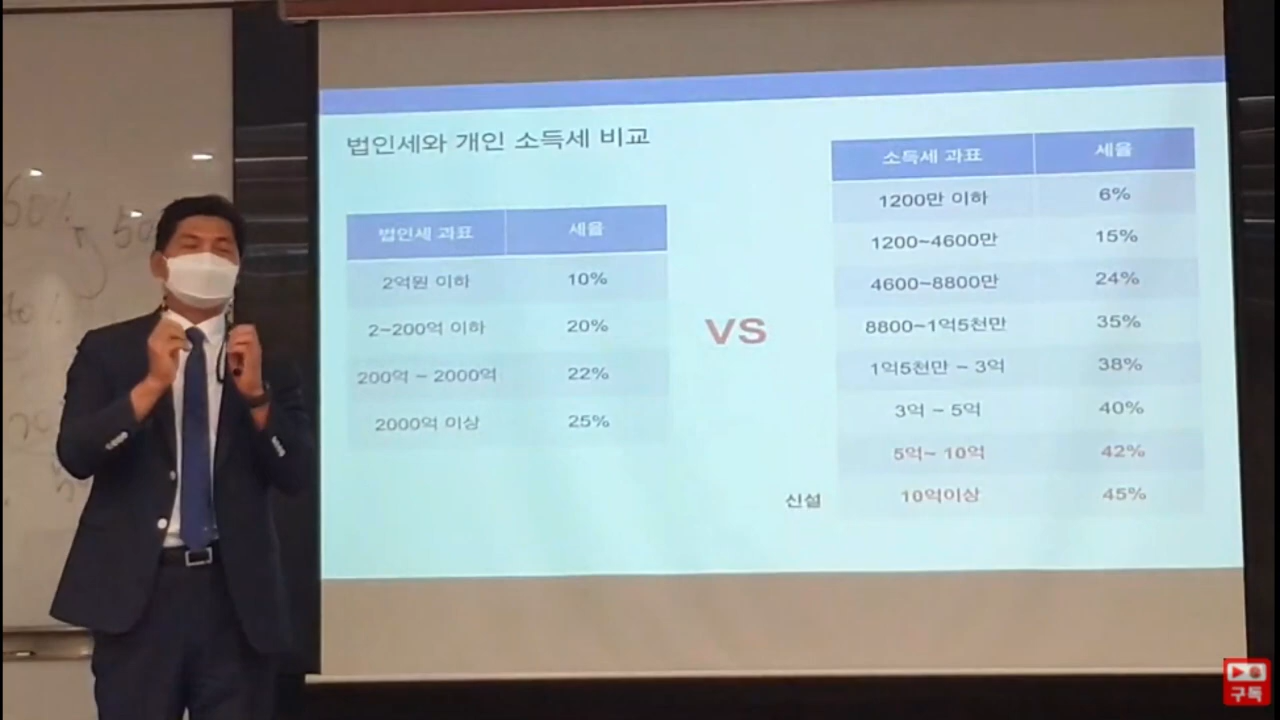 법인세와 개인 소득세 비교
법인세 과표 세율
2억원 이하 10%
2~200억 이하 20%
200억 ~ 2000억 22%
2000억 이상 25%
VS
소득세 과표 세율
1200만 이하 6%
1200~4600만 15%
4600~8800만 24%
8800~1억5천만 35%
1억5천만 ~ 3억 38%
3억 ~ 5억 40%
5억~ 10억 42%
신설 10억이상 45%
구독